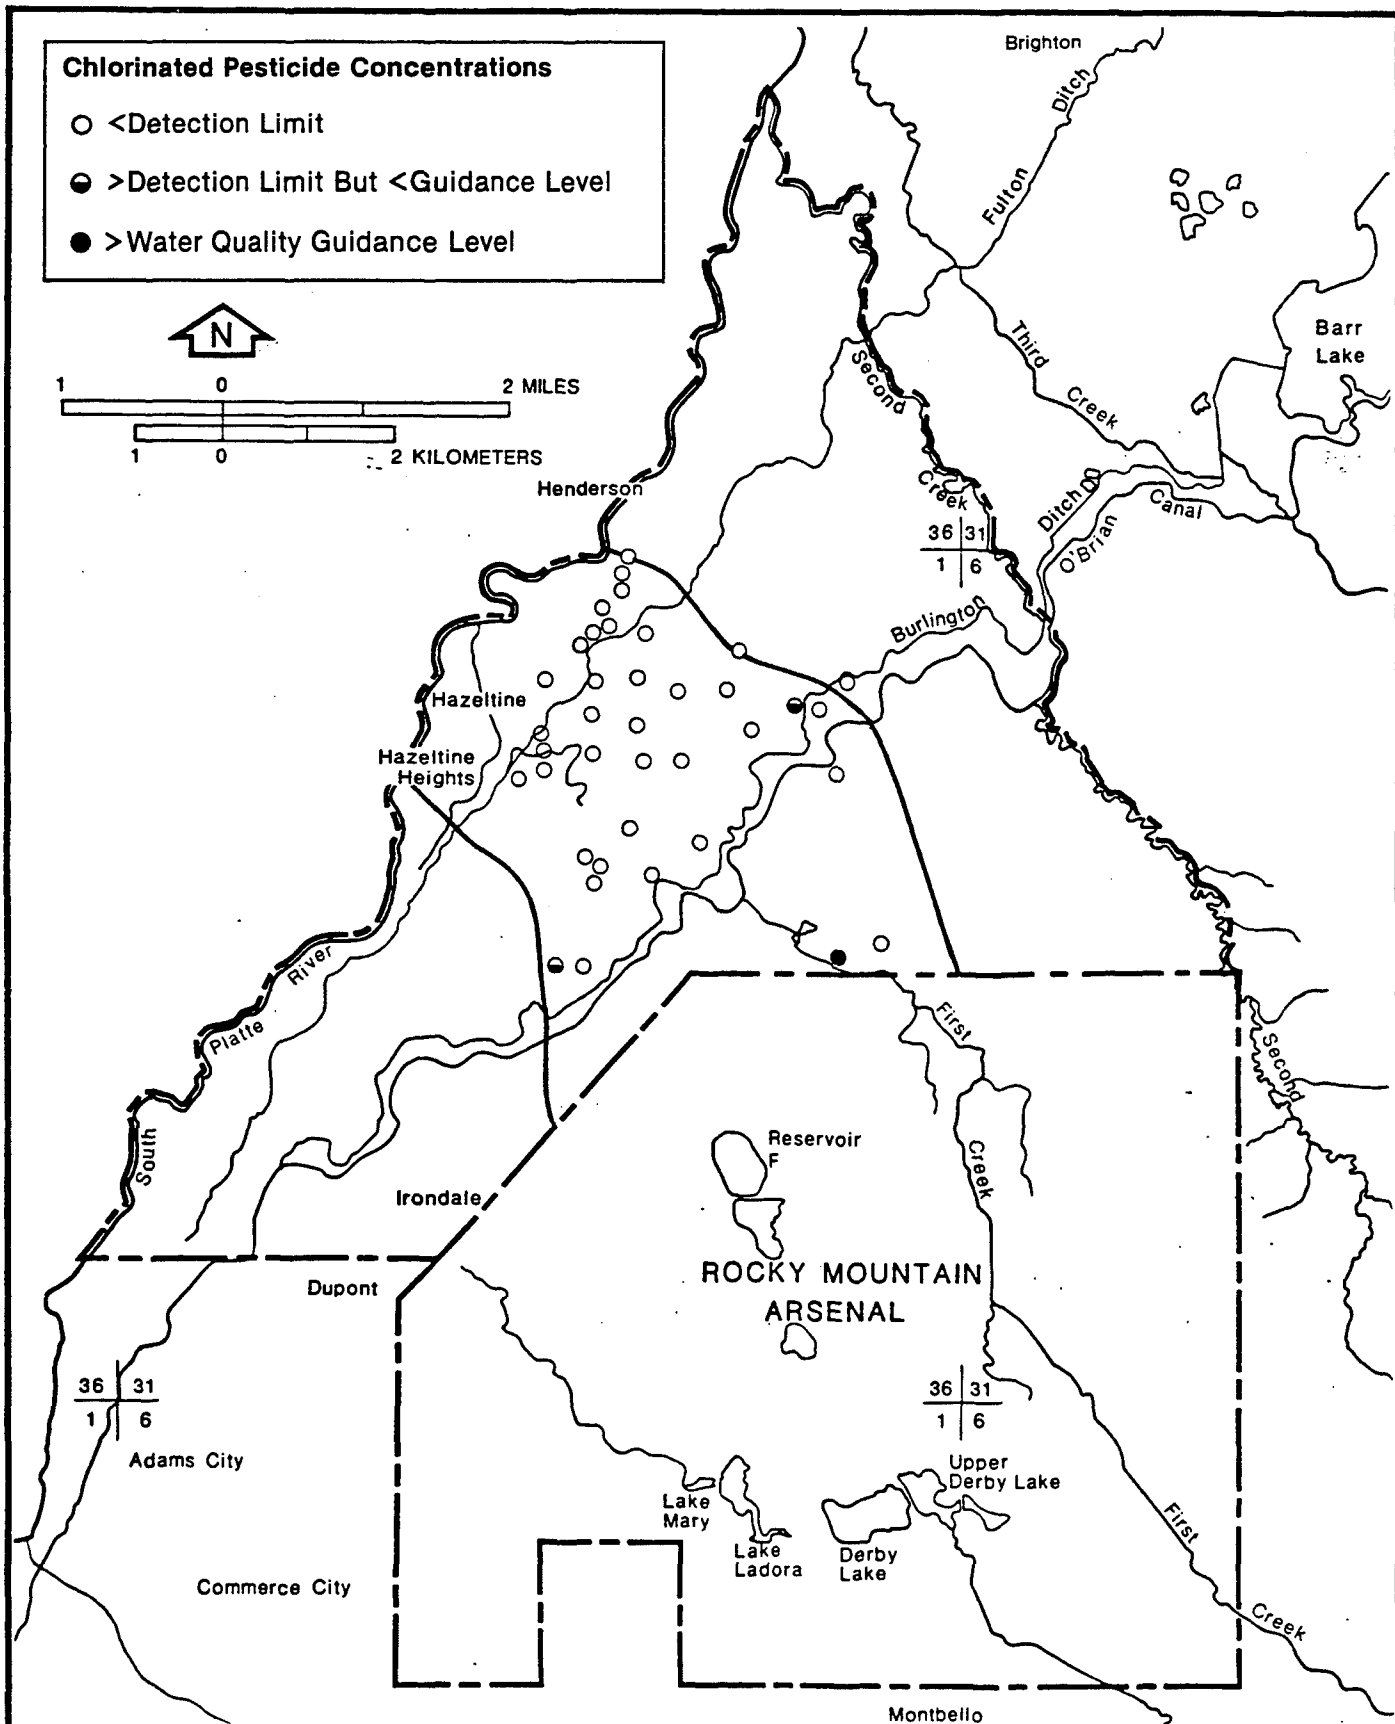 Chlorinated Pesticide Concentrations
<Detection Limit
>Detection Limit But <Guidance Level
>Water Quality Guidance Level
N
1 0 2 MILES
1 0 2 KILOMETERS
Brighton
Fulton Ditch
Barr
Lake
Third Creek
Second Creek
Henderson
36 31
1 6
Ditch
O'Brian Canal
Burlington
Hazeltine
Hazeltine
Heights
South Platte River
First Creek
Second
Reservoir
F
Irondale
ROCKY MOUNTAIN
ARSENAL
Dupont
36 31
1 6
36 31
1 6
Adams City
Upper
Derby Lake
Lake
Mary
Lake
Ladora
Derby
Lake
First Creek
Commerce City
Montbello